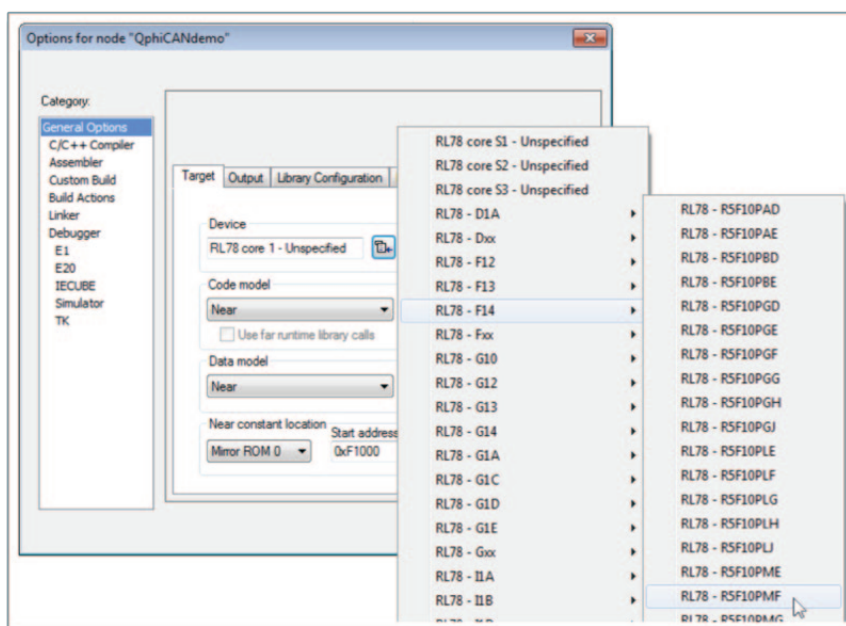 Options for node "QphiCANdemo"
Category:
General Options
C/C++ Compiler
Assembler
Custom Build
Build Actions
Linker
Debugger
E1
E20
IECUBE
Simulator
TK
Target
Output
Library Configuration
Device
RL78 core 1 - Unspecified
Code model
Near
Use far runtime library calls
Data model
Near
Near constant location
Start address
Mirror ROM 0
0xF1000
RL78 core S1 - Unspecified
RL78 core S2 - Unspecified
RL78 core S3 - Unspecified
RL78 - D1A
RL78 - Dxx
RL78 - F12
RL78 - F13
RL78 - F14
RL78 - Fxx
RL78 - G10
RL78 - G12
RL78 - G13
RL78 - G14
RL78 - G1A
RL78 - G1C
RL78 - G1D
RL78 - G1E
RL78 - Gxx
RL78 - I1A
RL78 - I1B
RL78 - R5F10PAD
RL78 - R5F10PAE
RL78 - R5F10PBD
RL78 - R5F10PBE
RL78 - R5F10PGD
RL78 - R5F10PGE
RL78 - R5F10PGF
RL78 - R5F10PGG
RL78 - R5F10PGH
RL78 - R5F10PGJ
RL78 - R5F10PLE
RL78 - R5F10PLF
RL78 - R5F10PLG
RL78 - R5F10PLH
RL78 - R5F10PLJ
RL78 - R5F10PME
RL78 - R5F10PMF
RL78 - R5F10PMG